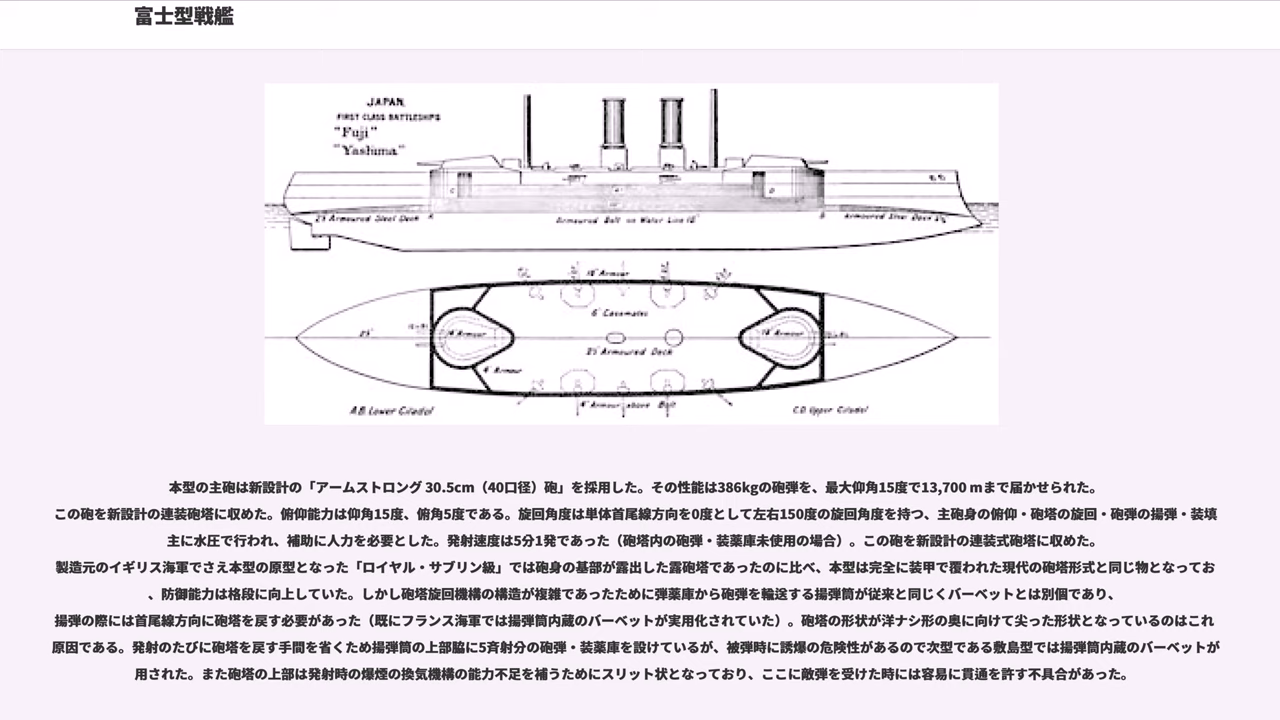 富士型戦艦
JAPAN.
FIRST CLASS BATTLESHIPS
"Fuji"
"Yashima"
C
D
2½ Armoured Steel Deck
A
Armoured Belt on Water Line 18"
B
Armoured Steel Deck 2½
18" Armour
6" Casemates
2½"
14" Armour
14" Armour
2½" Armoured Deck
4" Armour
4" Armour above Belt
A.B. Lower Citadel
C.D. Upper Citadel
本型の主砲は新設計の「アームストロング 30.5cm（40口径）砲」を採用した。その性能は386kgの砲弾を、最大仰角15度で13,700 mまで届かせられた。
この砲を新設計の連装砲塔に収めた。俯仰能力は仰角15度、俯角5度である。旋回角度は単体首尾線方向を0度として左右150度の旋回角度を持つ、主砲身の俯仰・砲塔の旋回・砲弾の揚弾・装填
主に水圧で行われ、補助に人力を必要とした。発射速度は5分1発であった（砲塔内の砲弾・装薬庫未使用の場合）。この砲を新設計の連装式砲塔に収めた。
製造元のイギリス海軍でさえ本型の原型となった「ロイヤル・サブリン級」では砲身の基部が露出した露砲塔であったのに比べ、本型は完全に装甲で覆われた現代の砲塔形式と同じ物となってお
、防御能力は格段に向上していた。しかし砲塔旋回機構の構造が複雑であったために弾薬庫から砲弾を輸送する揚弾筒が従来と同じくバーベットとは別個であり、
揚弾の際には首尾線方向に砲塔を戻す必要があった（既にフランス海軍では揚弾筒内蔵のバーベットが実用化されていた）。砲塔の形状が洋ナシ形の奥に向けて尖った形状となっているのはこれ
原因である。発射のたびに砲塔を戻す手間を省くため揚弾筒の上部脇に5斉射分の砲弾・装薬庫を設けているが、被弾時に誘爆の危険性があるので次型である敷島型では揚弾筒内蔵のバーベットが
用された。また砲塔の上部は発射時の爆煙の換気機構の能力不足を補うためにスリット状となっており、ここに敵弾を受けた時には容易に貫通を許す不具合があった。